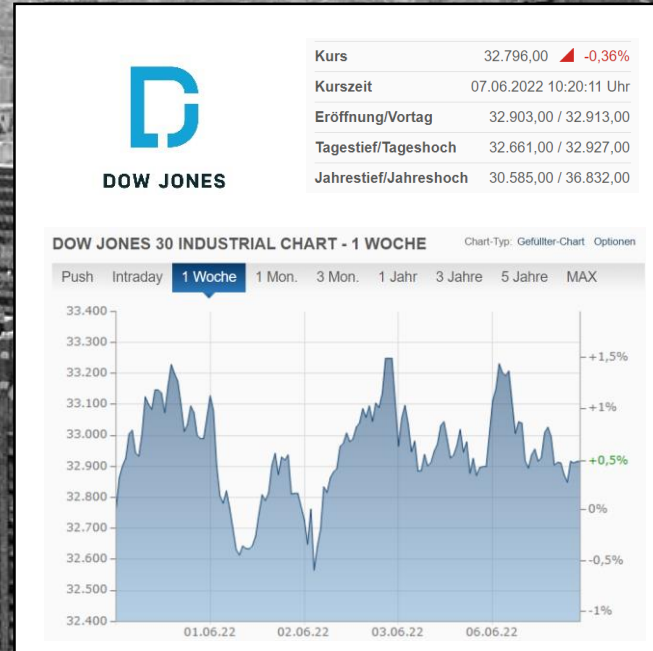 DOW JONES
Kurs 32.796,00 -0,36%
Kurszeit 07.06.2022 10:20:11 Uhr
Eröffnung/Vortag 32.903,00 / 32.913,00
Tagestief/Tageshoch 32.661,00 / 32.927,00
Jahrestief/Jahreshoch 30.585,00 / 36.832,00
DOW JONES 30 INDUSTRIAL CHART - 1 WOCHE Chart-Typ: Gefüllter-Chart Optionen
Push Intraday 1 Woche 1 Mon. 3 Mon. 1 Jahr 3 Jahre 5 Jahre MAX
33.400
33.300
33.200
33.100
33.000
32.900
32.800
32.700
32.600
32.500
32.400
+1,5%
+1%
+0,5%
0%
-0,5%
-1%
01.06.22 02.06.22 03.06.22 06.06.22